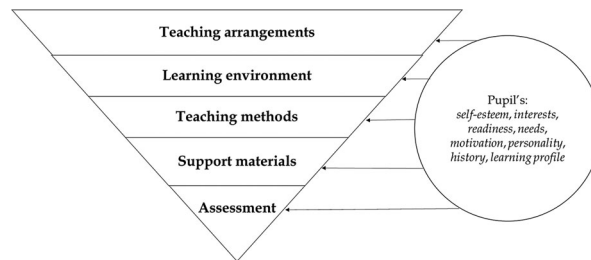 Teaching arrangements
Learning environment
Teaching methods
Support materials
Assessment
Pupil's:
self-esteem, interests,
readiness, needs,
motivation, personality,
history, learning profile